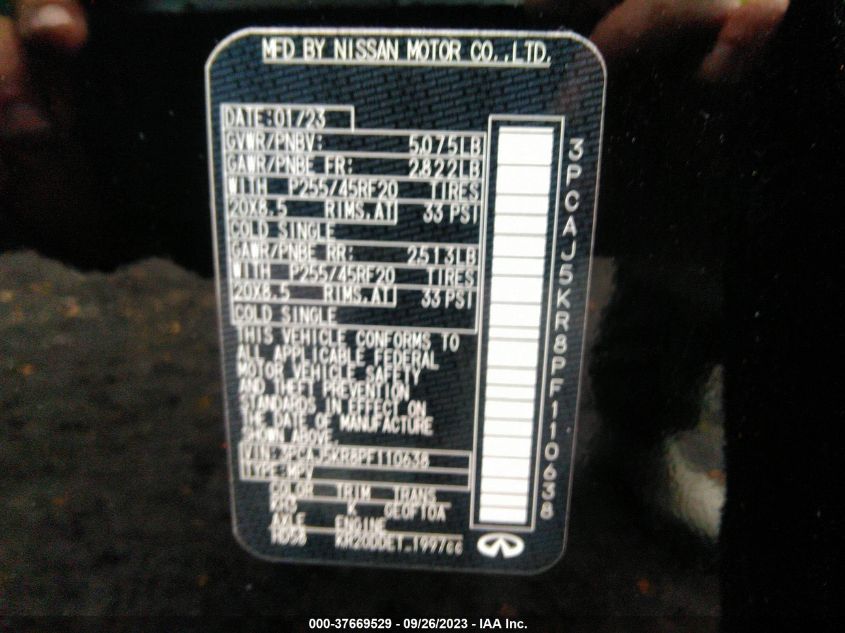 MFD BY NISSAN MOTOR CO.,LTD.
DATE:01/23
GVWR/PNBV: 5075LB
GAWR/PNBE FR: 2822LB
WITH P255/45RF20 TIRES
20X8.5 RIMS,AT 33 PSI
COLD SINGLE
GAWR/PNBE RR: 2513LB
WITH P255/45RF20 TIRES
20X8.5 RIMS,AT 33 PSI
COLD SINGLE
THIS VEHICLE CONFORMS TO
ALL APPLICABLE FEDERAL
MOTOR VEHICLE SAFETY
AND THEFT PREVENTION
STANDARDS IN EFFECT ON
THE DATE OF MANUFACTURE
SHOWN ABOVE.
VIN:3PCAJ5KR8PF110638
TYPE:MPV
COLOR TRIM TRANS
K
AXLE ENGINE
KR20DDET 1997cc
3PCAJ5KR8PF110638
000-37669529 - 09/26/2023 - IAA Inc.